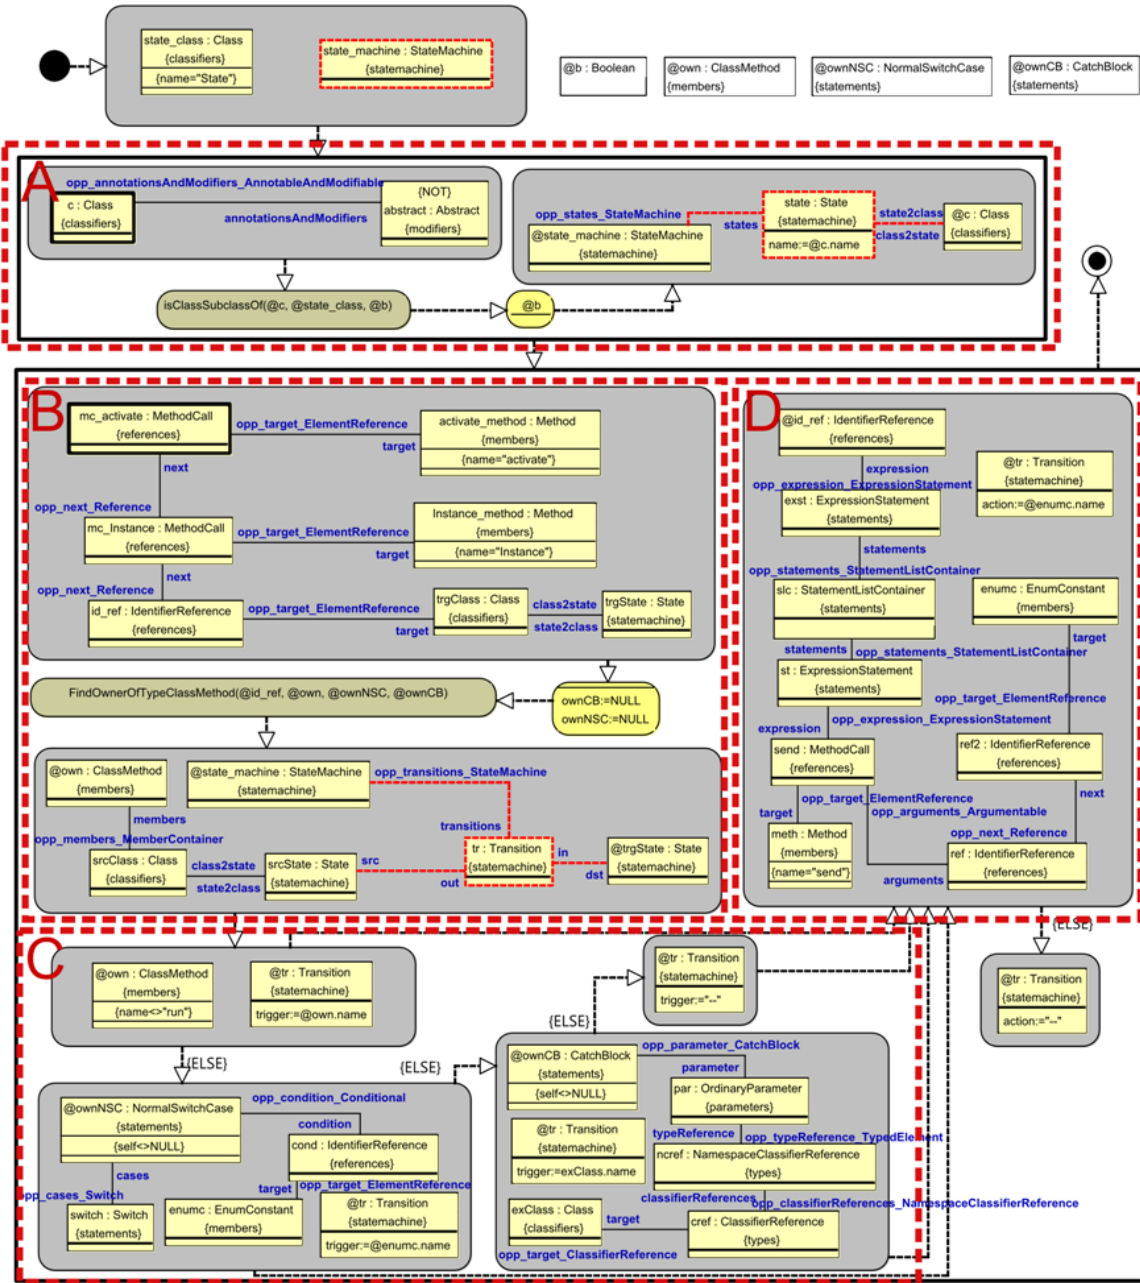 state_class : Class
{classifiers}
{name="State"}
state_machine : StateMachine
{statemachine}
@b : Boolean
@own : ClassMethod
{members}
@ownNSC : NormalSwitchCase
{statements}
@ownCB : CatchBlock
{statements}
A
opp_annotationsAndModifiers_AnnotableAndModifiable
c : Class
{classifiers}
annotationsAndModifiers
{NOT}
abstract : Abstract
{modifiers}
opp_states_StateMachine
states
@state_machine : StateMachine
{statemachine}
state : State
{statemachine}
name:=@c.name
state2class
class2state
@c : Class
{classifiers}
isClassSubclassOf(@c, @state_class, @b)
@b
B
mc_activate : MethodCall
{references}
opp_target_ElementReference
target
activate_method : Method
{members}
{name="activate"}
next
opp_next_Reference
mc_Instance : MethodCall
{references}
opp_target_ElementReference
target
Instance_method : Method
{members}
{name="Instance"}
next
opp_next_Reference
id_ref : IdentifierReference
{references}
opp_target_ElementReference
target
trgClass : Class
{classifiers}
class2state
state2class
trgState : State
{statemachine}
FindOwnerOfTypeClassMethod(@id_ref, @own, @ownNSC, @ownCB)
ownCB:=NULL
ownNSC:=NULL
@own : ClassMethod
{members}
@state_machine : StateMachine
{statemachine}
opp_transitions_StateMachine
members
opp_members_MemberContainer
transitions
srcClass : Class
{classifiers}
class2state
state2class
srcState : State
{statemachine}
src
out
tr : Transition
{statemachine}
in
dst
@trgState : State
{statemachine}
D
@id_ref : IdentifierReference
{references}
expression
opp_expression_ExpressionStatement
@tr : Transition
{statemachine}
action:=@enumc.name
exst : ExpressionStatement
{statements}
statements
opp_statements_StatementListContainer
slc : StatementListContainer
{statements}
enumc : EnumConstant
{members}
target
statements
opp_statements_StatementListContainer
st : ExpressionStatement
{statements}
opp_target_ElementReference
opp_expression_ExpressionStatement
expression
send : MethodCall
{references}
ref2 : IdentifierReference
{references}
next
opp_target_ElementReference
target
opp_arguments_Argumentable
meth : Method
{members}
{name="send"}
opp_next_Reference
ref : IdentifierReference
{references}
arguments
{ELSE}
@tr : Transition
{statemachine}
action:="--"
C
@own : ClassMethod
{members}
{name<>"run"}
@tr : Transition
{statemachine}
trigger:=@own.name
{ELSE}
@tr : Transition
{statemachine}
trigger:="--"
{ELSE}
{ELSE}
@ownNSC : NormalSwitchCase
{statements}
{self<>NULL}
opp_condition_Conditional
condition
cond : IdentifierReference
{references}
cases
opp_cases_Switch
switch : Switch
{statements}
target
opp_target_ElementReference
enumc : EnumConstant
{members}
@tr : Transition
{statemachine}
trigger:=@enumc.name
@ownCB : CatchBlock
{statements}
{self<>NULL}
opp_parameter_CatchBlock
parameter
par : OrdinaryParameter
{parameters}
@tr : Transition
{statemachine}
trigger:=exClass.name
typeReference
opp_typeReference_TypedElement
ncref : NamespaceClassifierReference
{types}
classifierReferences
opp_classifierReferences_NamespaceClassifierReference
exClass : Class
{classifiers}
target
cref : ClassifierReference
{types}
opp_target_ClassifierReference